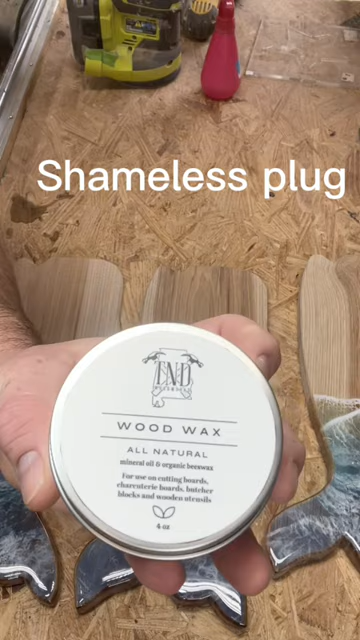 Shameless plug
TND
WOOD WAX
ALL NATURAL
mineral oil & organic beeswax
For use on cutting boards,
charcuterie boards, butcher
blocks and wooden utensils
4 oz